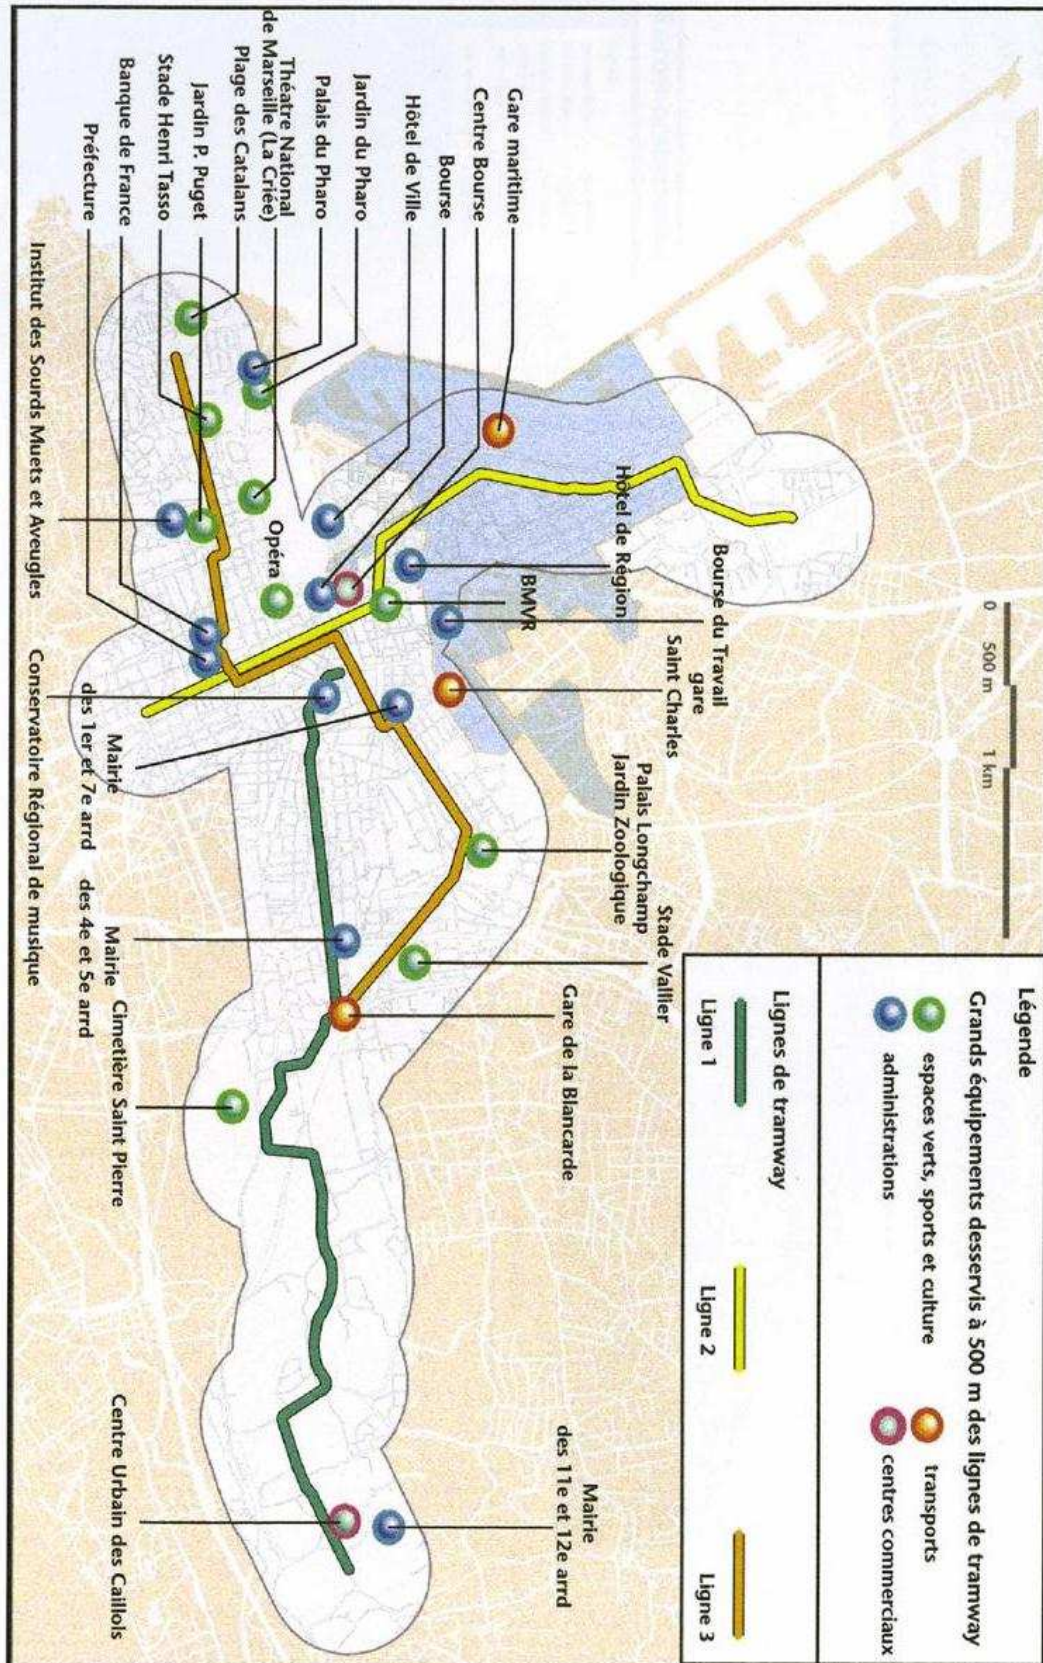 Légende
Grands équipements desservis à 500 m des lignes de tramway
espaces verts, sports et culture
administrations
transports
centres commerciaux
Lignes de tramway
Ligne 1
Ligne 2
Ligne 3
0
500 m
1 km
Gare maritime
Centre Bourse
Bourse
Hôtel de Ville
Jardin du Pharo
Palais du Pharo
Théatre National
de Marseille (La Criée)
Plage des Catalans
Jardin P. Puget
Stade Henri Tasso
Banque de France
Préfecture
Bourse du Travail
Hôtel de Région
BMVR
gare
Saint Charles
Opéra
Palais Longchamp
Jardin Zoologique
Stade Vallier
Gare de la Blancarde
Mairie
des 11e et 12e arrd
Institut des Sourds Muets et Aveugles
Conservatoire Régional de musique
Mairie
des 1er et 7e arrd
Mairie
des 4e et 5e arrd
Cimetière Saint Pierre
Centre Urbain des Caillols